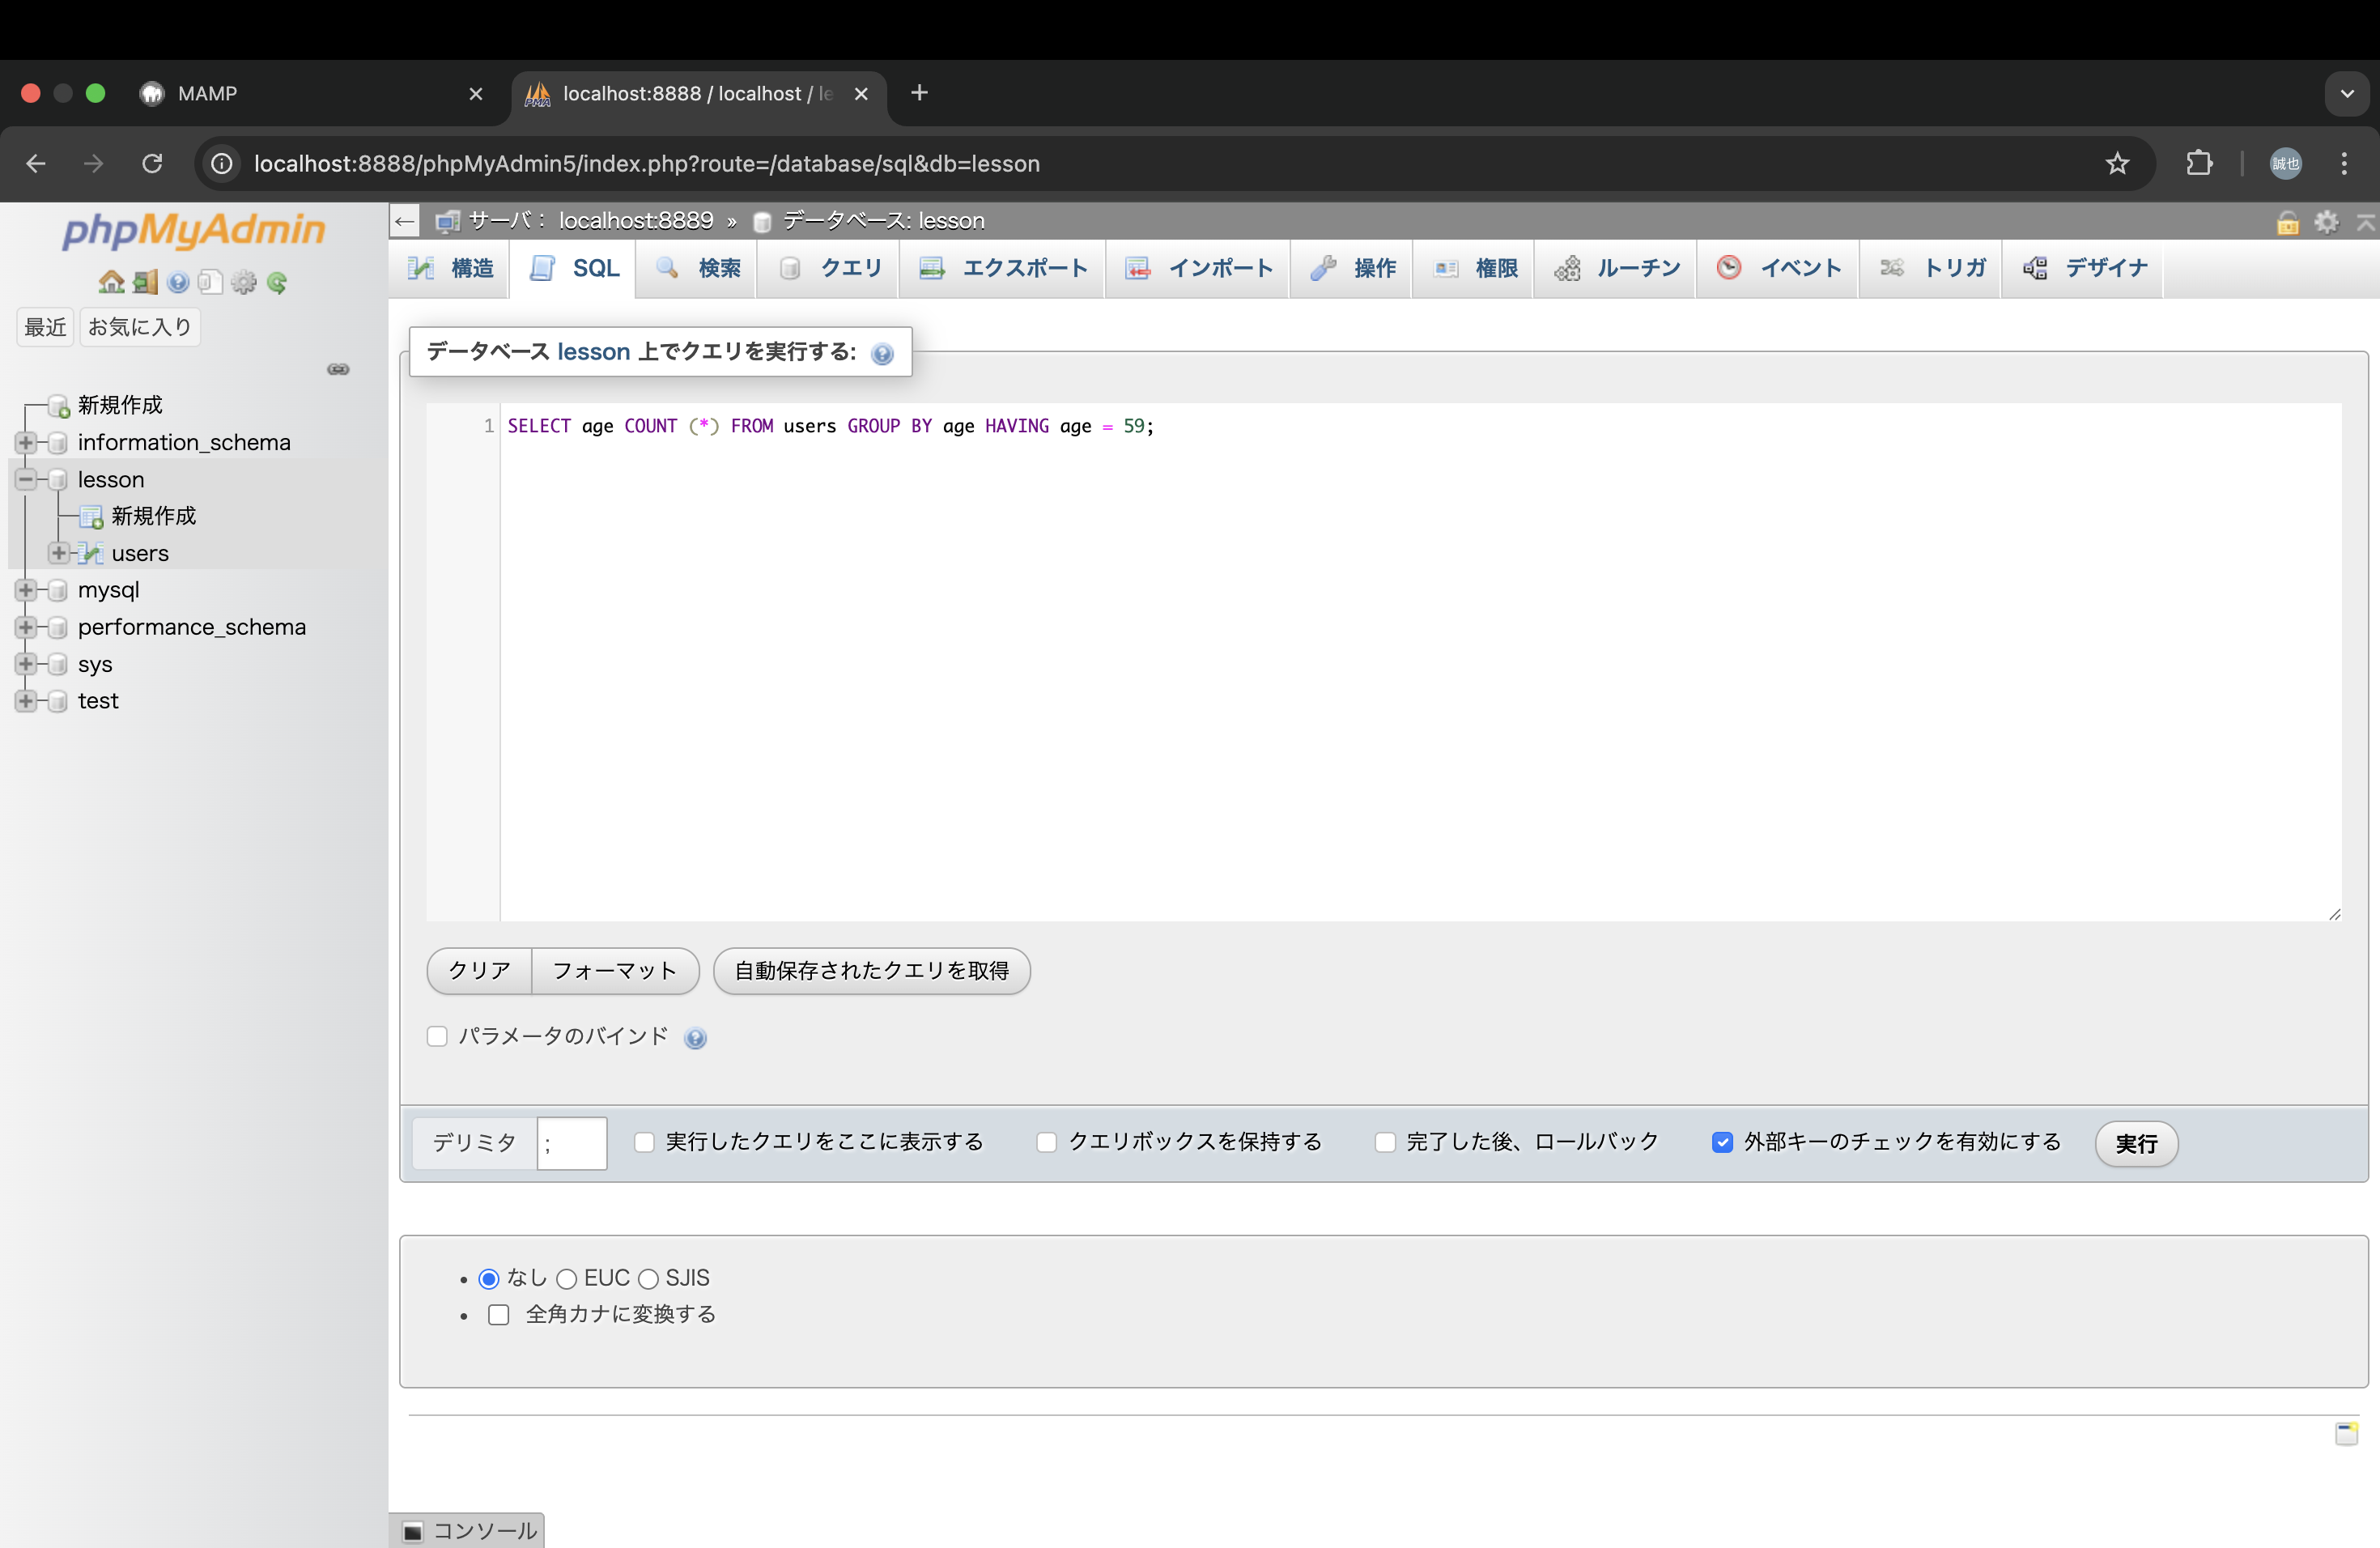 MAMP
localhost:8888 / localhost / le
localhost:8888/phpMyAdmin5/index.php?route=/database/sql&db=lesson
誠也
phpMyAdmin
最近 お気に入り
新規作成
information_schema
lesson
新規作成
users
mysql
performance_schema
sys
test
サーバ: localhost:8889 » データベース: lesson
構造 SQL 検索 クエリ エクスポート インポート 操作 権限 ルーチン イベント トリガ デザイナ
データベース lesson 上でクエリを実行する:
1 SELECT age COUNT (*) FROM users GROUP BY age HAVING age = 59;
クリア フォーマット 自動保存されたクエリを取得
パラメータのバインド
デリミタ ; 実行したクエリをここに表示する クエリボックスを保持する 完了した後、ロールバック 外部キーのチェックを有効にする 実行
• なし EUC SJIS
• 全角カナに変換する
コンソール